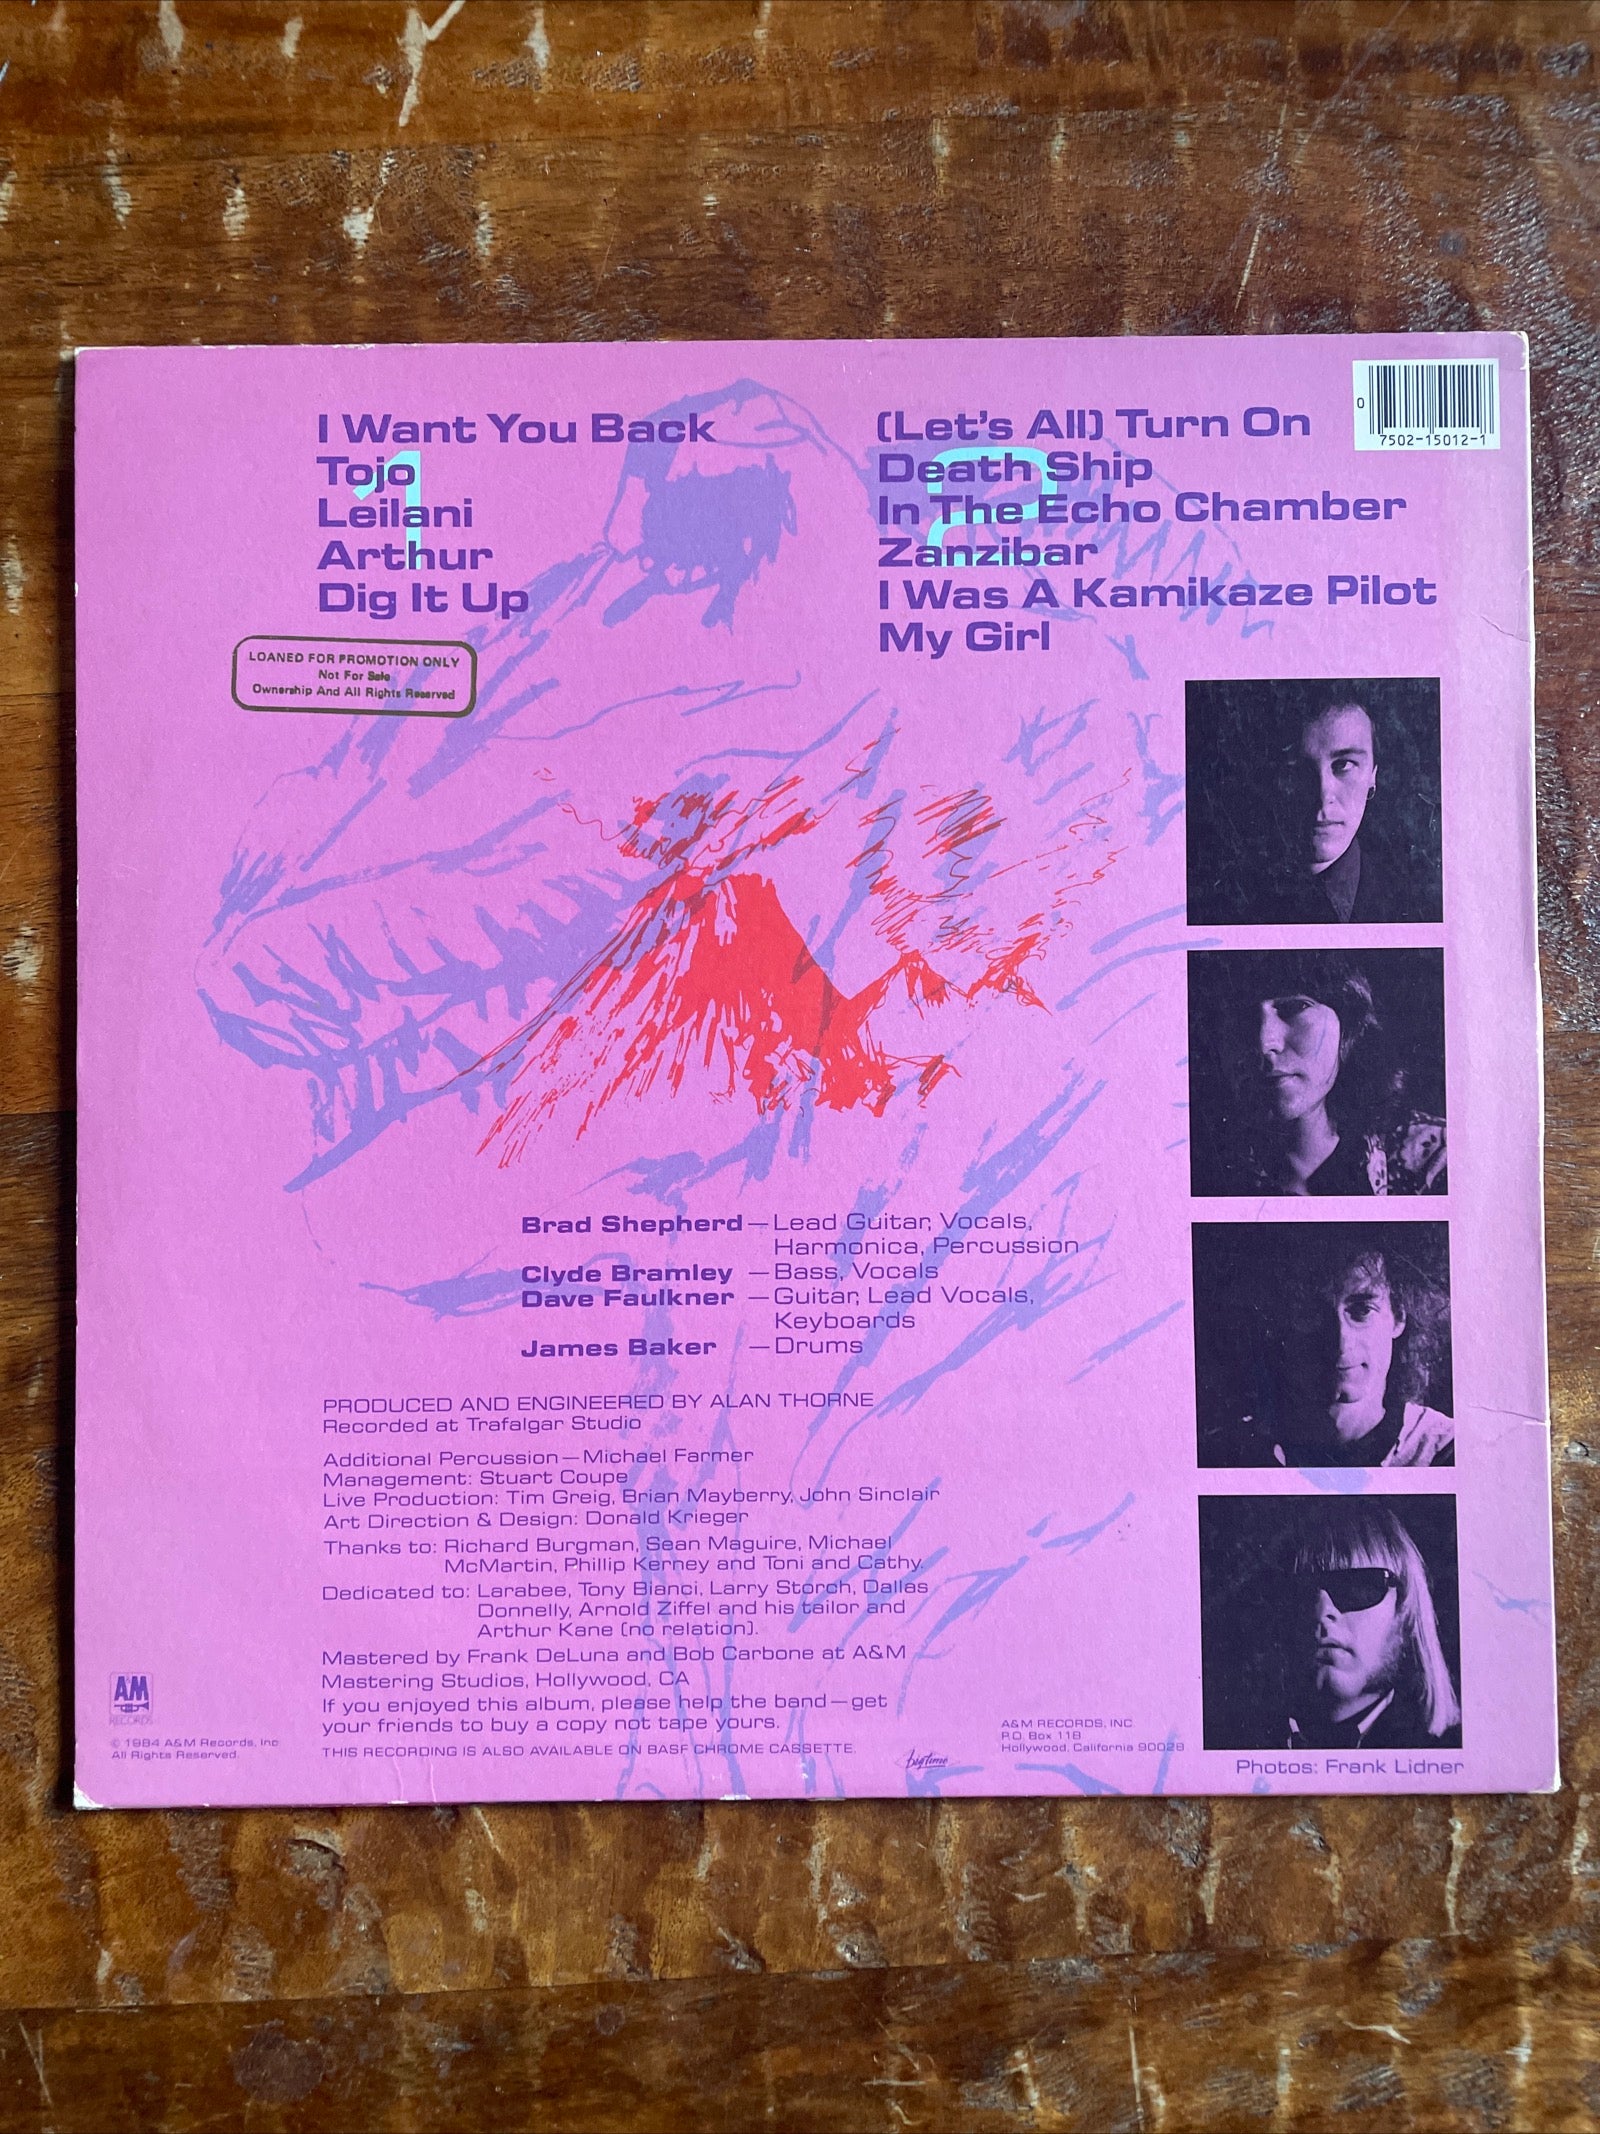 I Want You Back
Tojo
Leilani
Arthur
Dig It Up
1
(Let's All) Turn On
Death Ship
In The Echo Chamber
Zanzibar
I Was A Kamikaze Pilot
My Girl
2
0
7502-15012-1
LOANED FOR PROMOTION ONLY
Not For Sale
Ownership And All Rights Reserved
Brad Shepherd — Lead Guitar, Vocals,
Harmonica, Percussion
Clyde Bramley — Bass, Vocals
Dave Faulkner — Guitar, Lead Vocals,
Keyboards
James Baker — Drums
PRODUCED AND ENGINEERED BY ALAN THORNE
Recorded at Trafalgar Studio
Additional Percussion — Michael Farmer
Management: Stuart Coupe
Live Production: Tim Greig, Brian Mayberry, John Sinclair
Art Direction & Design: Donald Krieger
Thanks to: Richard Burgman, Sean Maguire, Michael
McMartin, Phillip Kerney and Toni and Cathy.
Dedicated to: Larabee, Tony Bianci, Larry Storch, Dallas
Donnelly, Arnold Ziffel and his tailor and
Arthur Kane (no relation).
Mastered by Frank DeLuna and Bob Carbone at A&M
Mastering Studios, Hollywood, CA
If you enjoyed this album, please help the band — get
your friends to buy a copy not tape yours.
THIS RECORDING IS ALSO AVAILABLE ON BASF CHROME CASSETTE.
A&M
RECORDS
© 1984 A&M Records, Inc
All Rights Reserved.
bigtime
A&M RECORDS, INC.
P.O. Box 118
Hollywood, California 90028
Photos: Frank Lidner